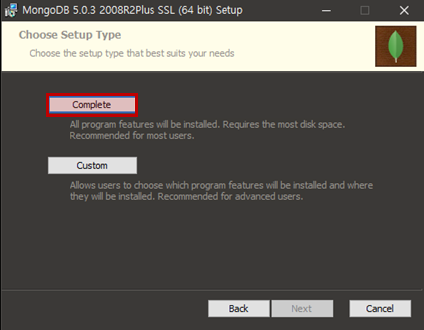 MongoDB 5.0.3 2008R2Plus SSL (64 bit) Setup
Choose Setup Type
Choose the setup type that best suits your needs
Complete
All program features will be installed. Requires the most disk space.
Recommended for most users.
Custom
Allows users to choose which program features will be installed and where
they will be installed. Recommended for advanced users.
Back Next Cancel